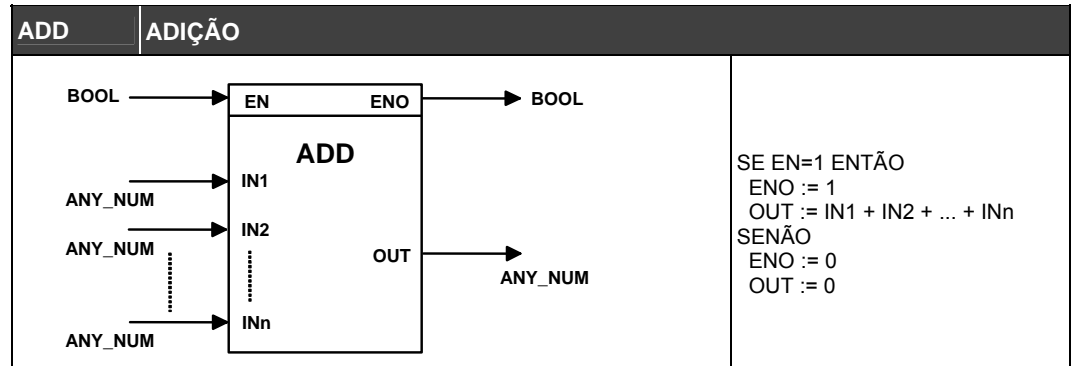 ADD ADIÇÃO
BOOL EN ENO BOOL
ADD
IN1
ANY_NUM
IN2
ANY_NUM
OUT
ANY_NUM
INn
ANY_NUM
SE EN=1 ENTÃO
ENO := 1
OUT := IN1 + IN2 + ... + INn
SENÃO
ENO := 0
OUT := 0